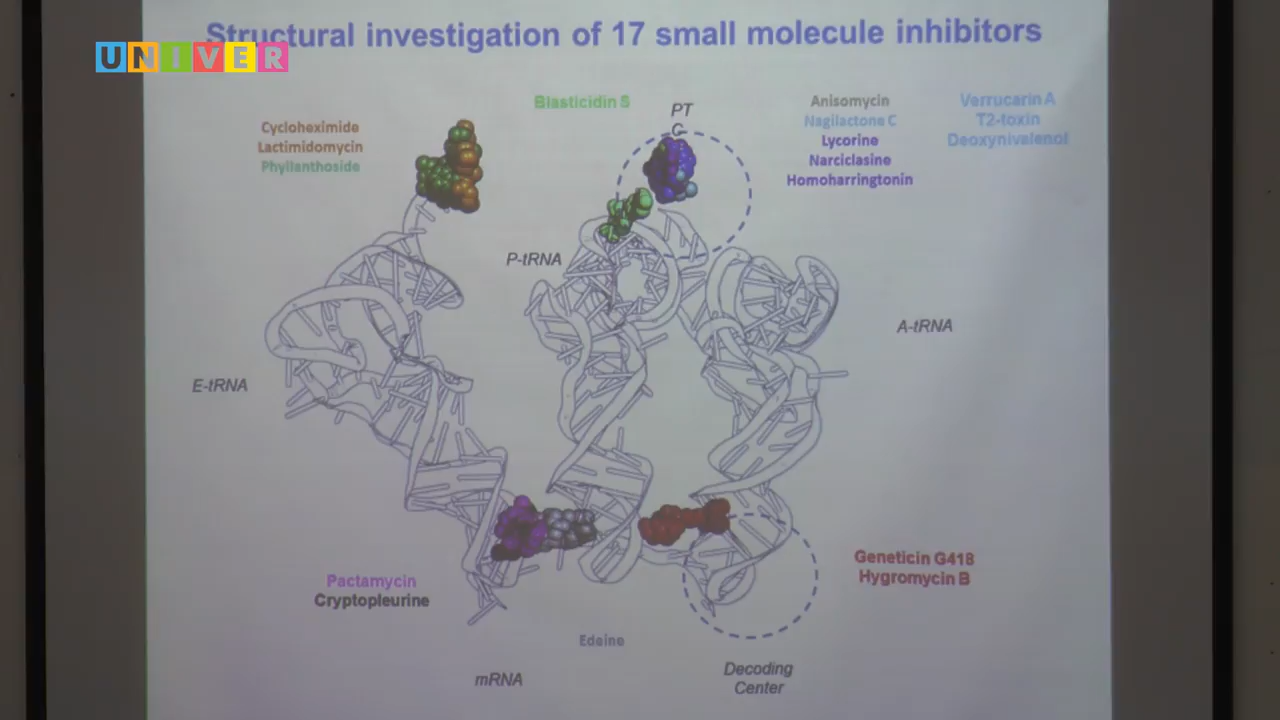 Structural investigation of 17 small molecule inhibitors
UNIVER
Blasticidin S
PT
C
Anisomycin
Nagilactone C
Lycorine
Narciclasine
Homoharringtonin
Verrucarin A
T2-toxin
Deoxynivalenol
Cycloheximide
Lactimidomycin
Phyllanthoside
P-tRNA
A-tRNA
E-tRNA
Geneticin G418
Hygromycin B
Pactamycin
Cryptopleurine
Edeine
mRNA
Decoding
Center